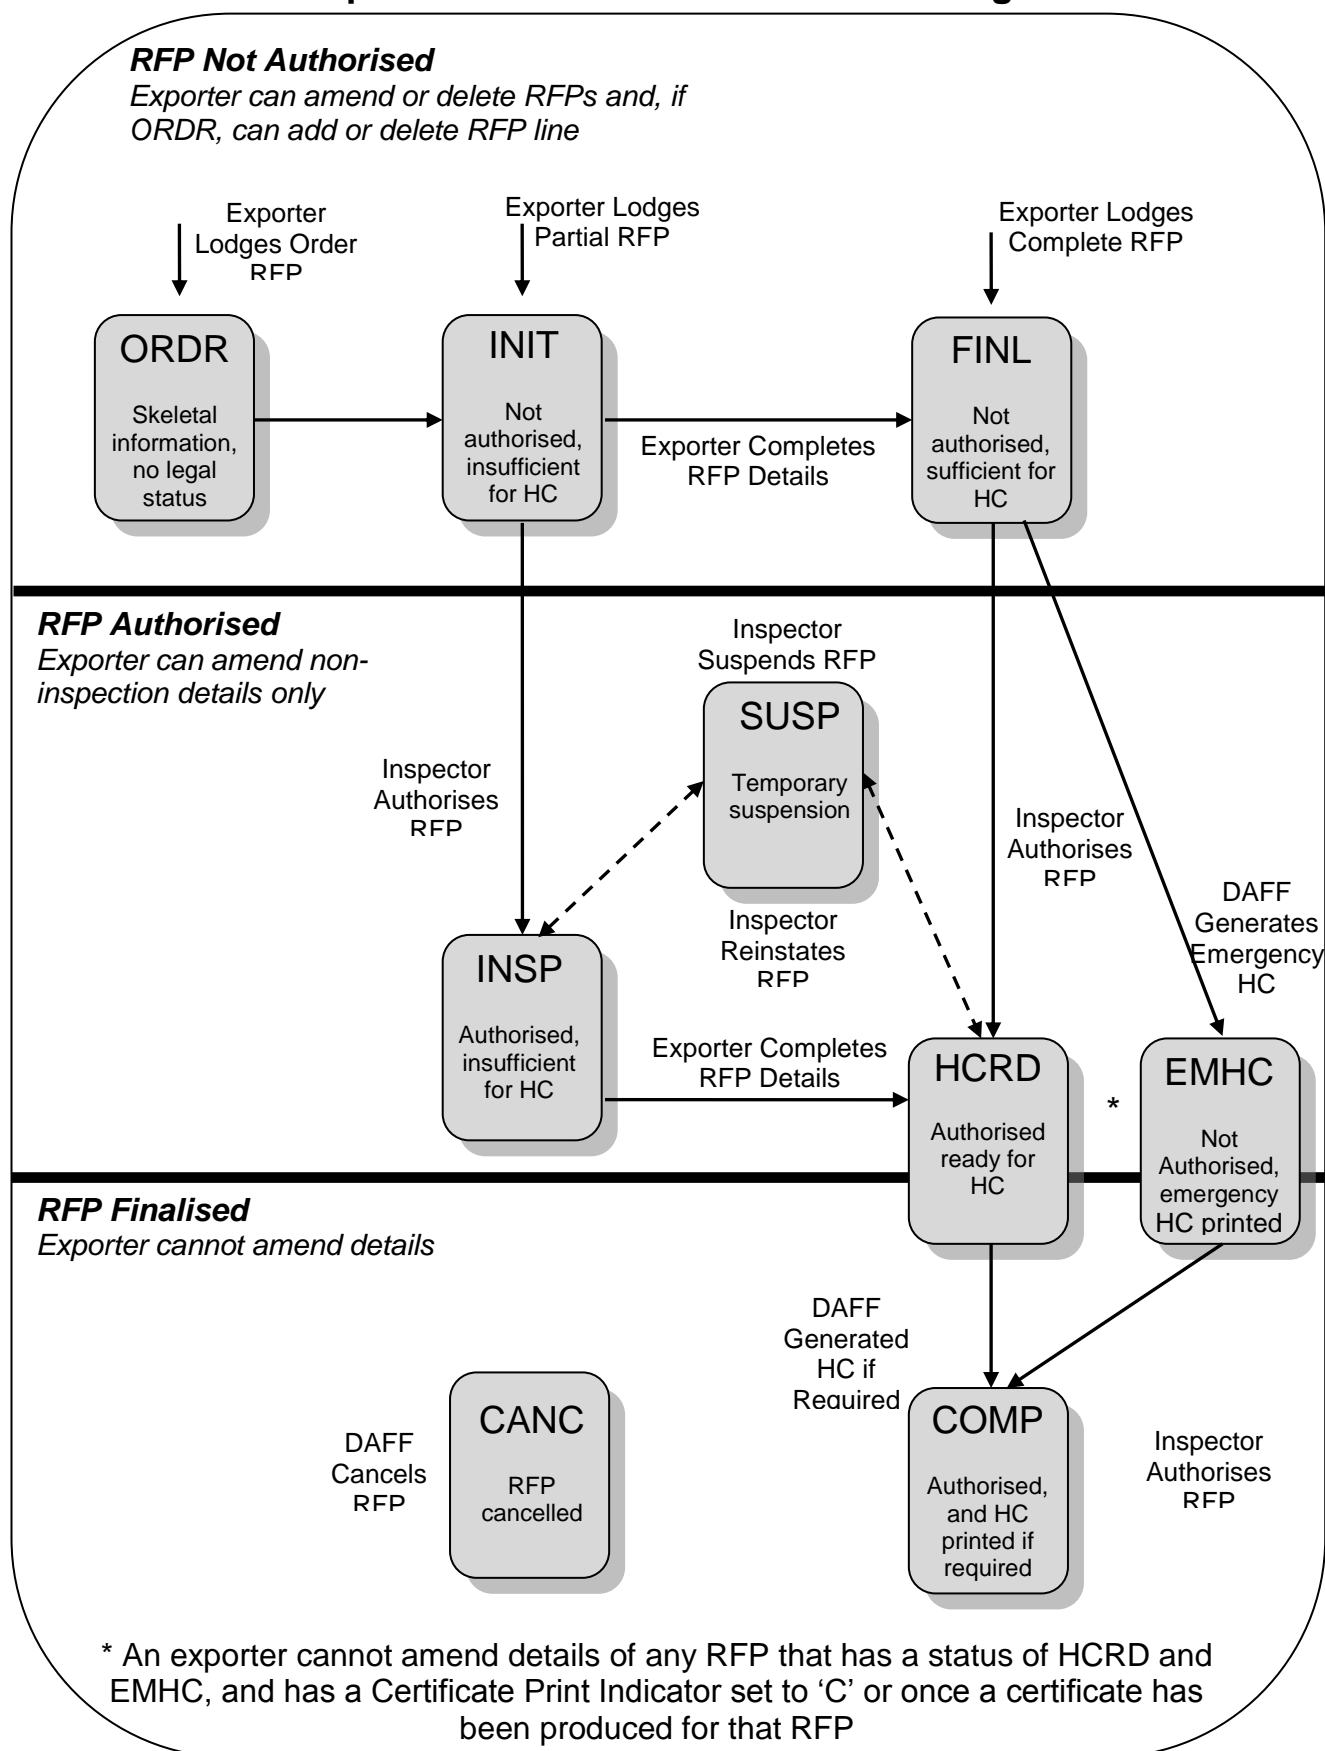 RFP Not Authorised
Exporter can amend or delete RFPs and, if
ORDR, can add or delete RFP line
Exporter
Lodges Order
RFP
Exporter Lodges
Partial RFP
Exporter Lodges
Complete RFP
ORDR
Skeletal
information,
no legal
status
INIT
Not
authorised,
insufficient
for HC
Exporter Completes
RFP Details
FINL
Not
authorised,
sufficient for
HC
RFP Authorised
Exporter can amend non-
inspection details only
Inspector
Suspends RFP
SUSP
Temporary
suspension
Inspector
Authorises
RFP
Inspector
Authorises
RFP
Inspector
Reinstates
RFP
DAFF
Generates
Emergency
HC
INSP
Authorised,
insufficient
for HC
Exporter Completes
RFP Details
HCRD
Authorised
ready for
HC
*
EMHC
Not
Authorised,
emergency
HC printed
RFP Finalised
Exporter cannot amend details
DAFF
Generated
HC if
Required
DAFF
Cancels
RFP
CANC
RFP
cancelled
COMP
Authorised,
and HC
printed if
required
Inspector
Authorises
RFP
* An exporter cannot amend details of any RFP that has a status of HCRD and
EMHC, and has a Certificate Print Indicator set to ‘C’ or once a certificate has
been produced for that RFP